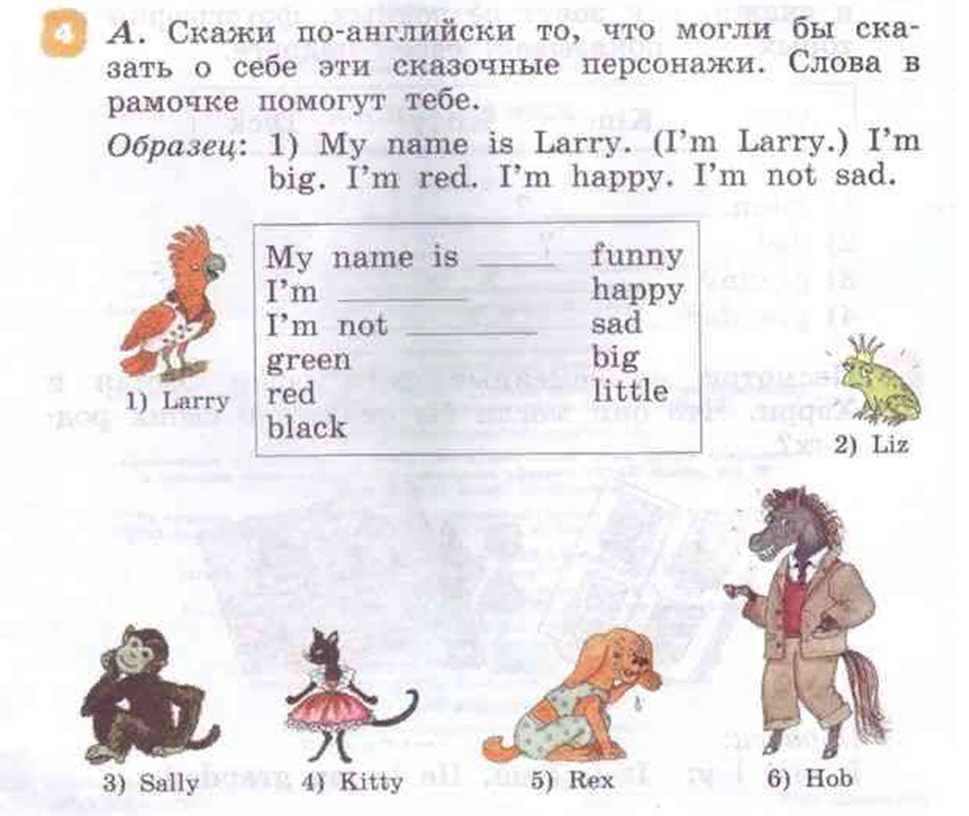 4 А. Скажи по-английски то, что могли бы ска-
зать о себе эти сказочные персонажи. Слова в
рамочке помогут тебе.
Образец: 1) My name is Larry. (I'm Larry.) I'm
big. I'm red. I'm happy. I'm not sad.
My name is ____ funny
I'm ____ happy
I'm not ____ sad
green big
red little
black
1) Larry
2) Liz
3) Sally
4) Kitty
5) Rex
6) Hob